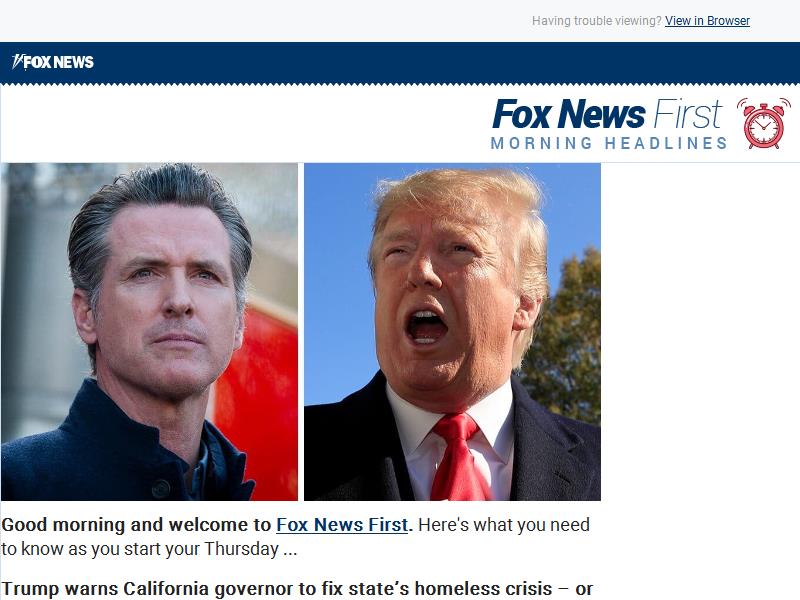 Having trouble viewing? View in Browser
FOX NEWS
Fox News First
MORNING HEADLINES
Good morning and welcome to Fox News First. Here's what you need
to know as you start your Thursday ...
Trump warns California governor to fix state’s homeless crisis – or